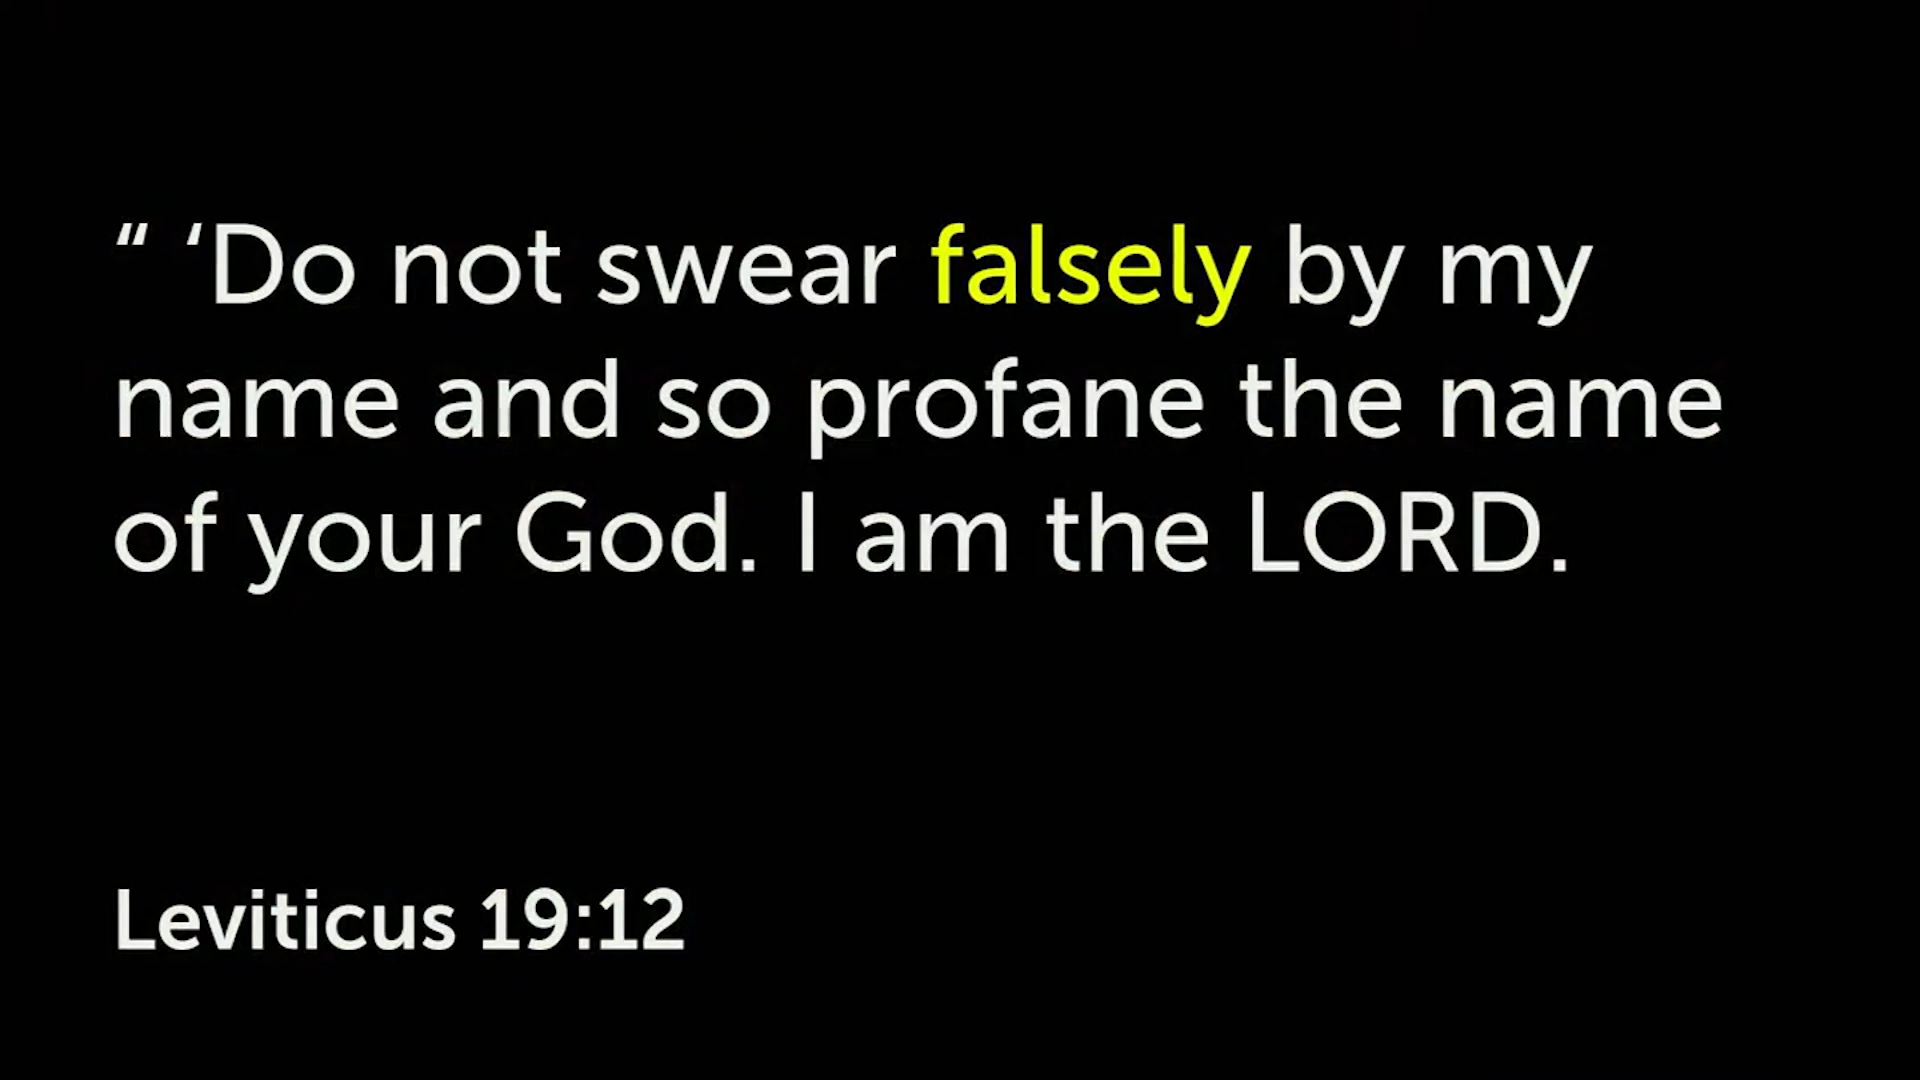 “ ‘Do not swear falsely by my
name and so profane the name
of your God. I am the LORD.
Leviticus 19:12